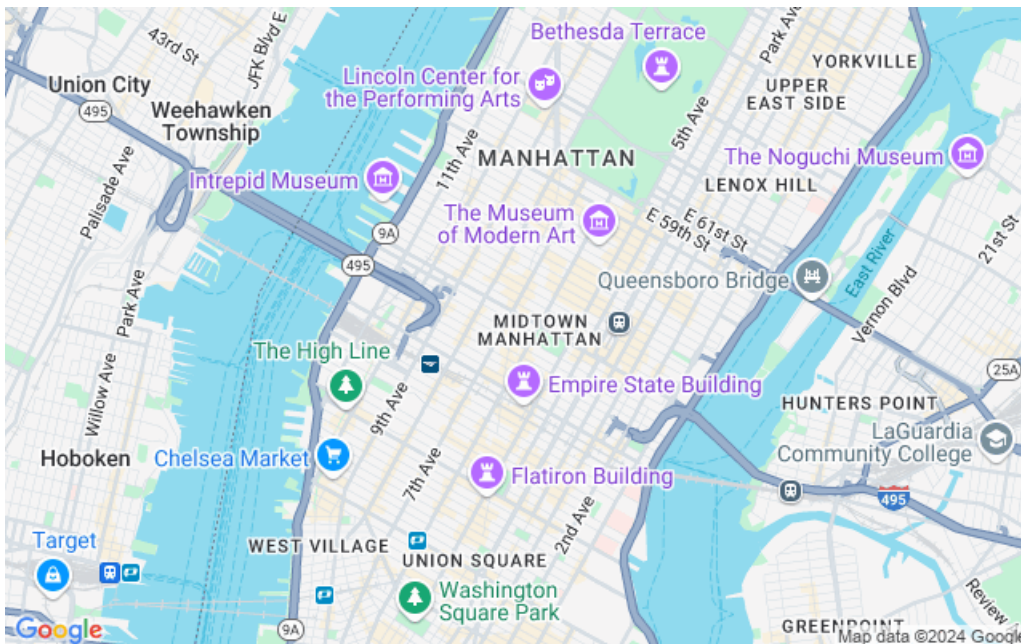 43rd St
JFK Blvd E
Bethesda Terrace
Park Ave
YORKVILLE
Union City
Lincoln Center for
the Performing Arts
UPPER
EAST SIDE
495
Weehawken
Township
5th Ave
11th Ave
MANHATTAN
The Noguchi Museum
Intrepid Museum
LENOX HILL
Palisade Ave
The Museum
of Modern Art
E 61st St
E 59th St
21st St
9A
495
Queensboro Bridge
East River
Vernon Blvd
Park Ave
MIDTOWN
MANHATTAN
The High Line
25A
Willow Ave
9th Ave
Empire State Building
HUNTERS POINT
LaGuardia
Community College
Hoboken
Chelsea Market
7th Ave
Flatiron Building
495
2nd Ave
Target
WEST VILLAGE
UNION SQUARE
Washington
Square Park
Review
9A
GREENPOINT
Google
Map data ©2024 Googl